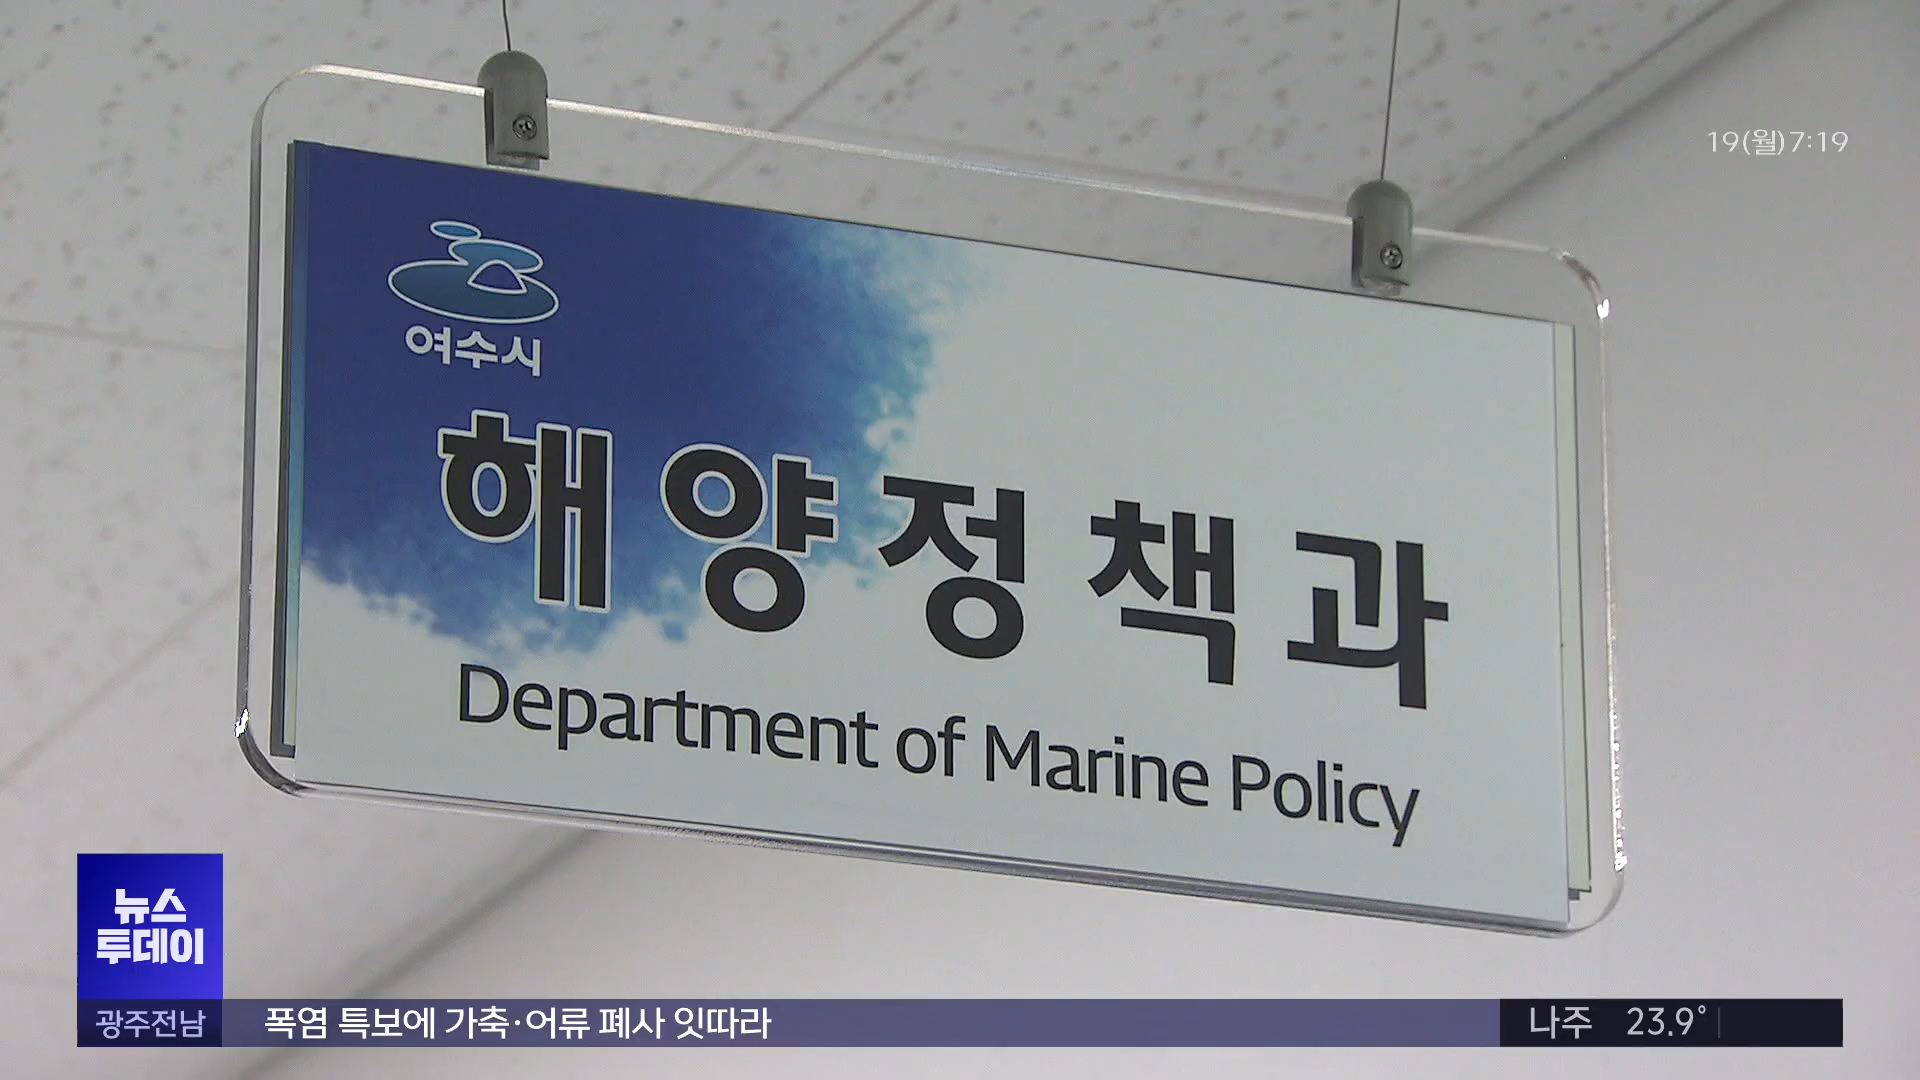 19(월)7:19
여수시
해양정책과
Department of Marine Policy
뉴스
투데이
광주전남
폭염 특보에 가축·어류 폐사 잇따라
나주 23.9°